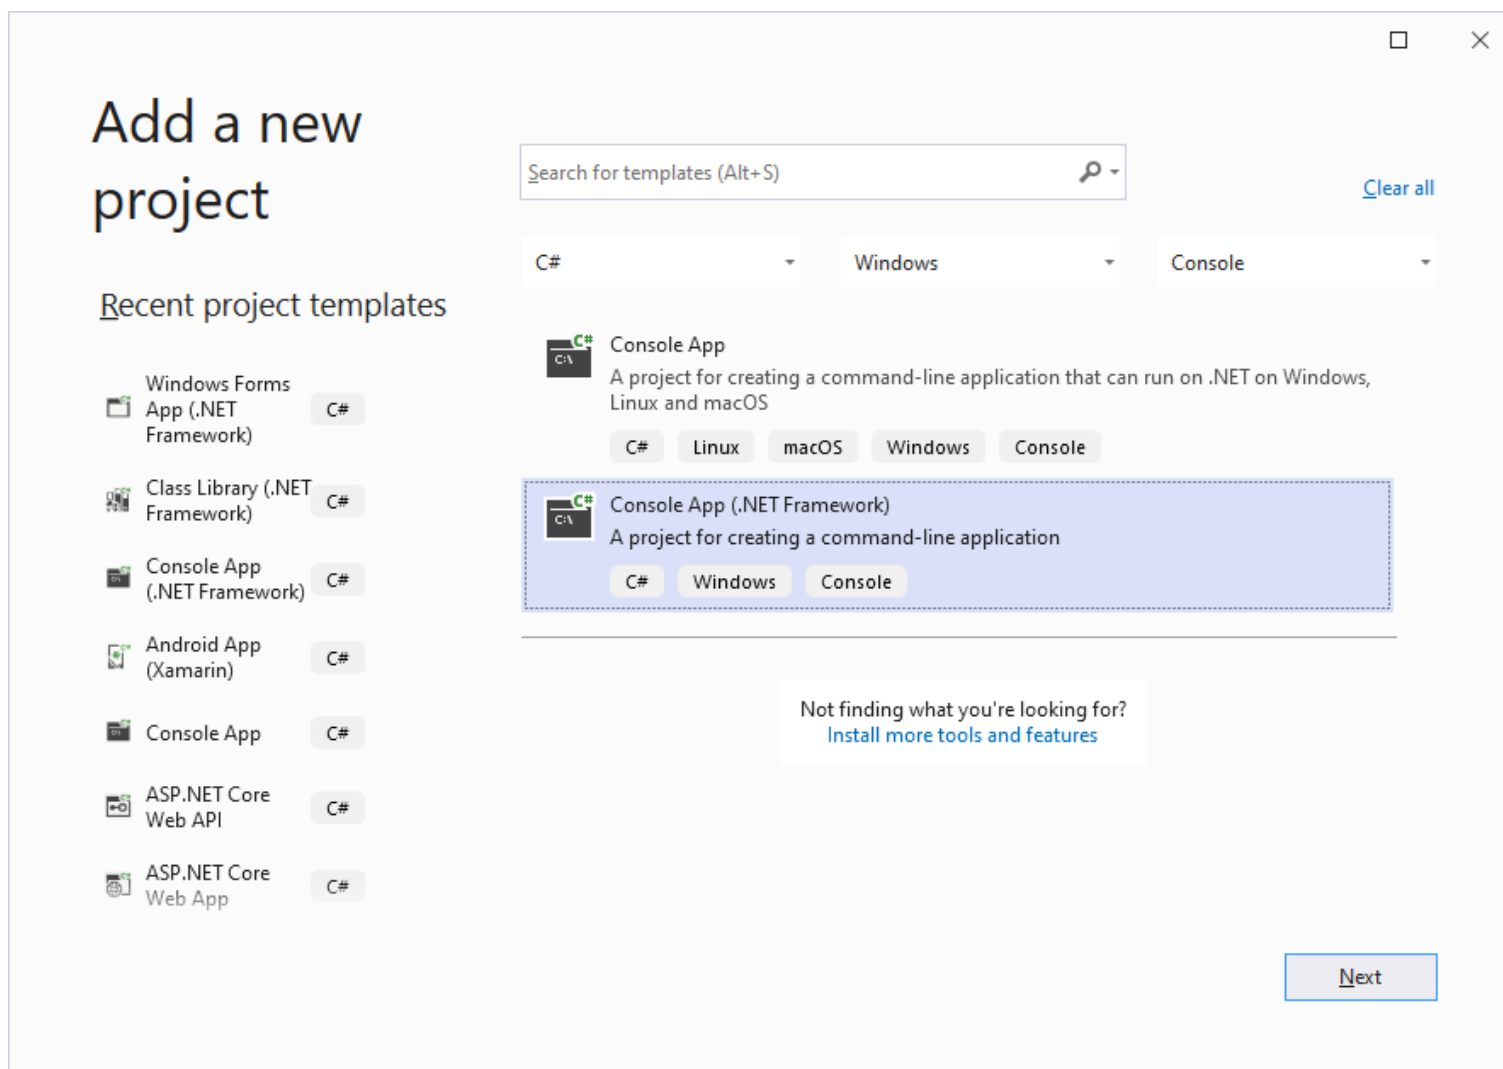 Add a new
project
Search for templates (Alt+S)
Clear all
C#
Windows
Console
Recent project templates
Windows Forms
App (.NET
Framework)
C#
Class Library (.NET
Framework)
C#
Console App
(.NET Framework)
C#
Android App
(Xamarin)
C#
Console App
C#
ASP.NET Core
Web API
C#
ASP.NET Core
Web App
C#
C#
C:\
Console App
A project for creating a command-line application that can run on .NET on Windows,
Linux and macOS
C# Linux macOS Windows Console
C#
C:\
Console App (.NET Framework)
A project for creating a command-line application
C# Windows Console
Not finding what you're looking for?
Install more tools and features
Next